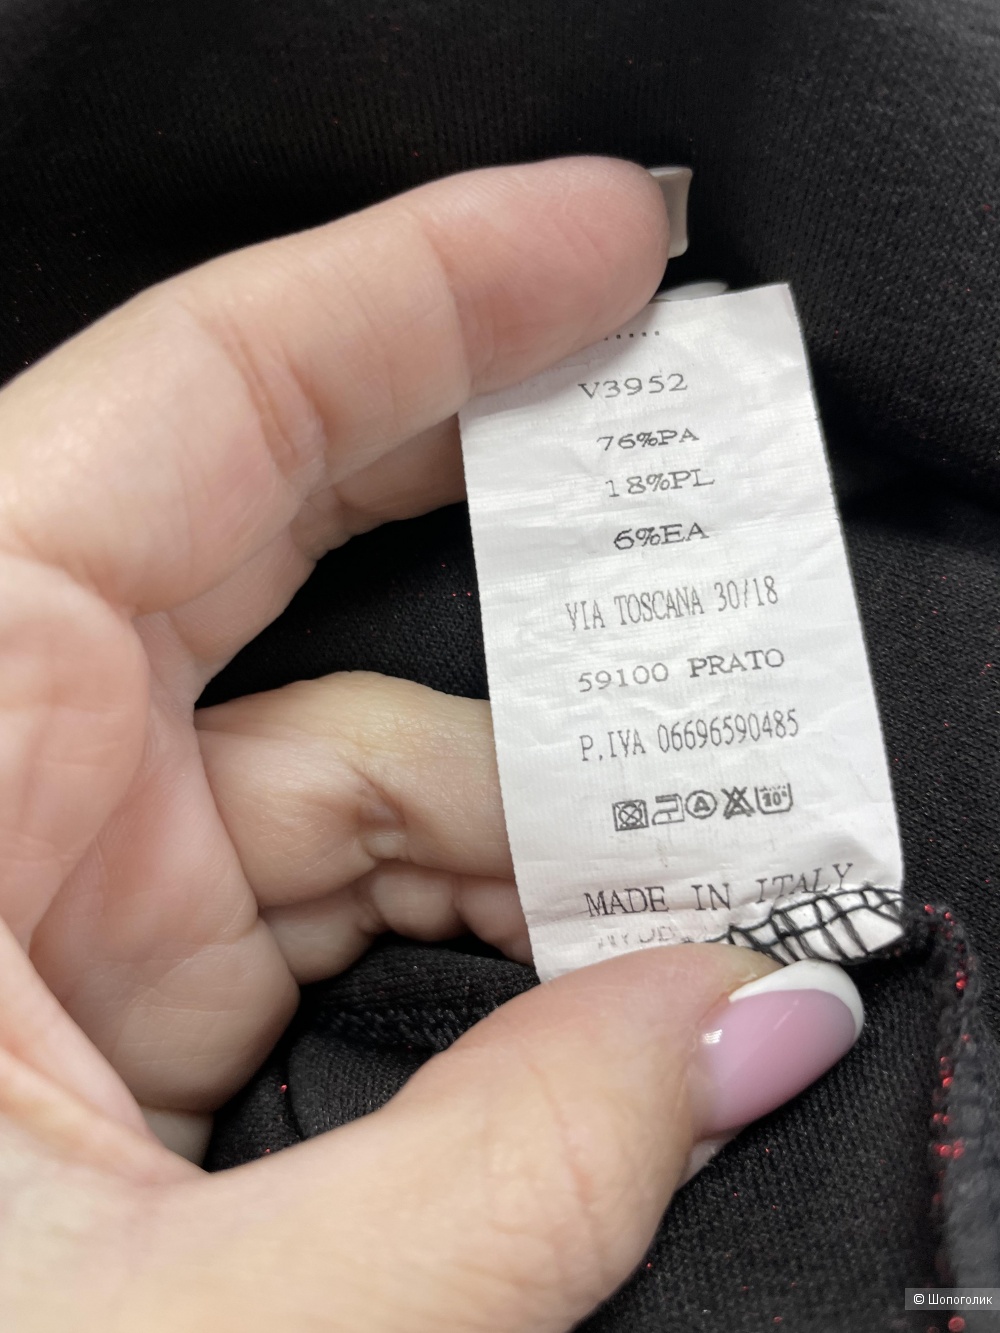 V3952
76%PA
18%PL
6%EA
VIA TOSCANA 30/18
59100 PRATO
P.IVA 06696590485
A 30°
MADE IN ITALY
© Шопоголик